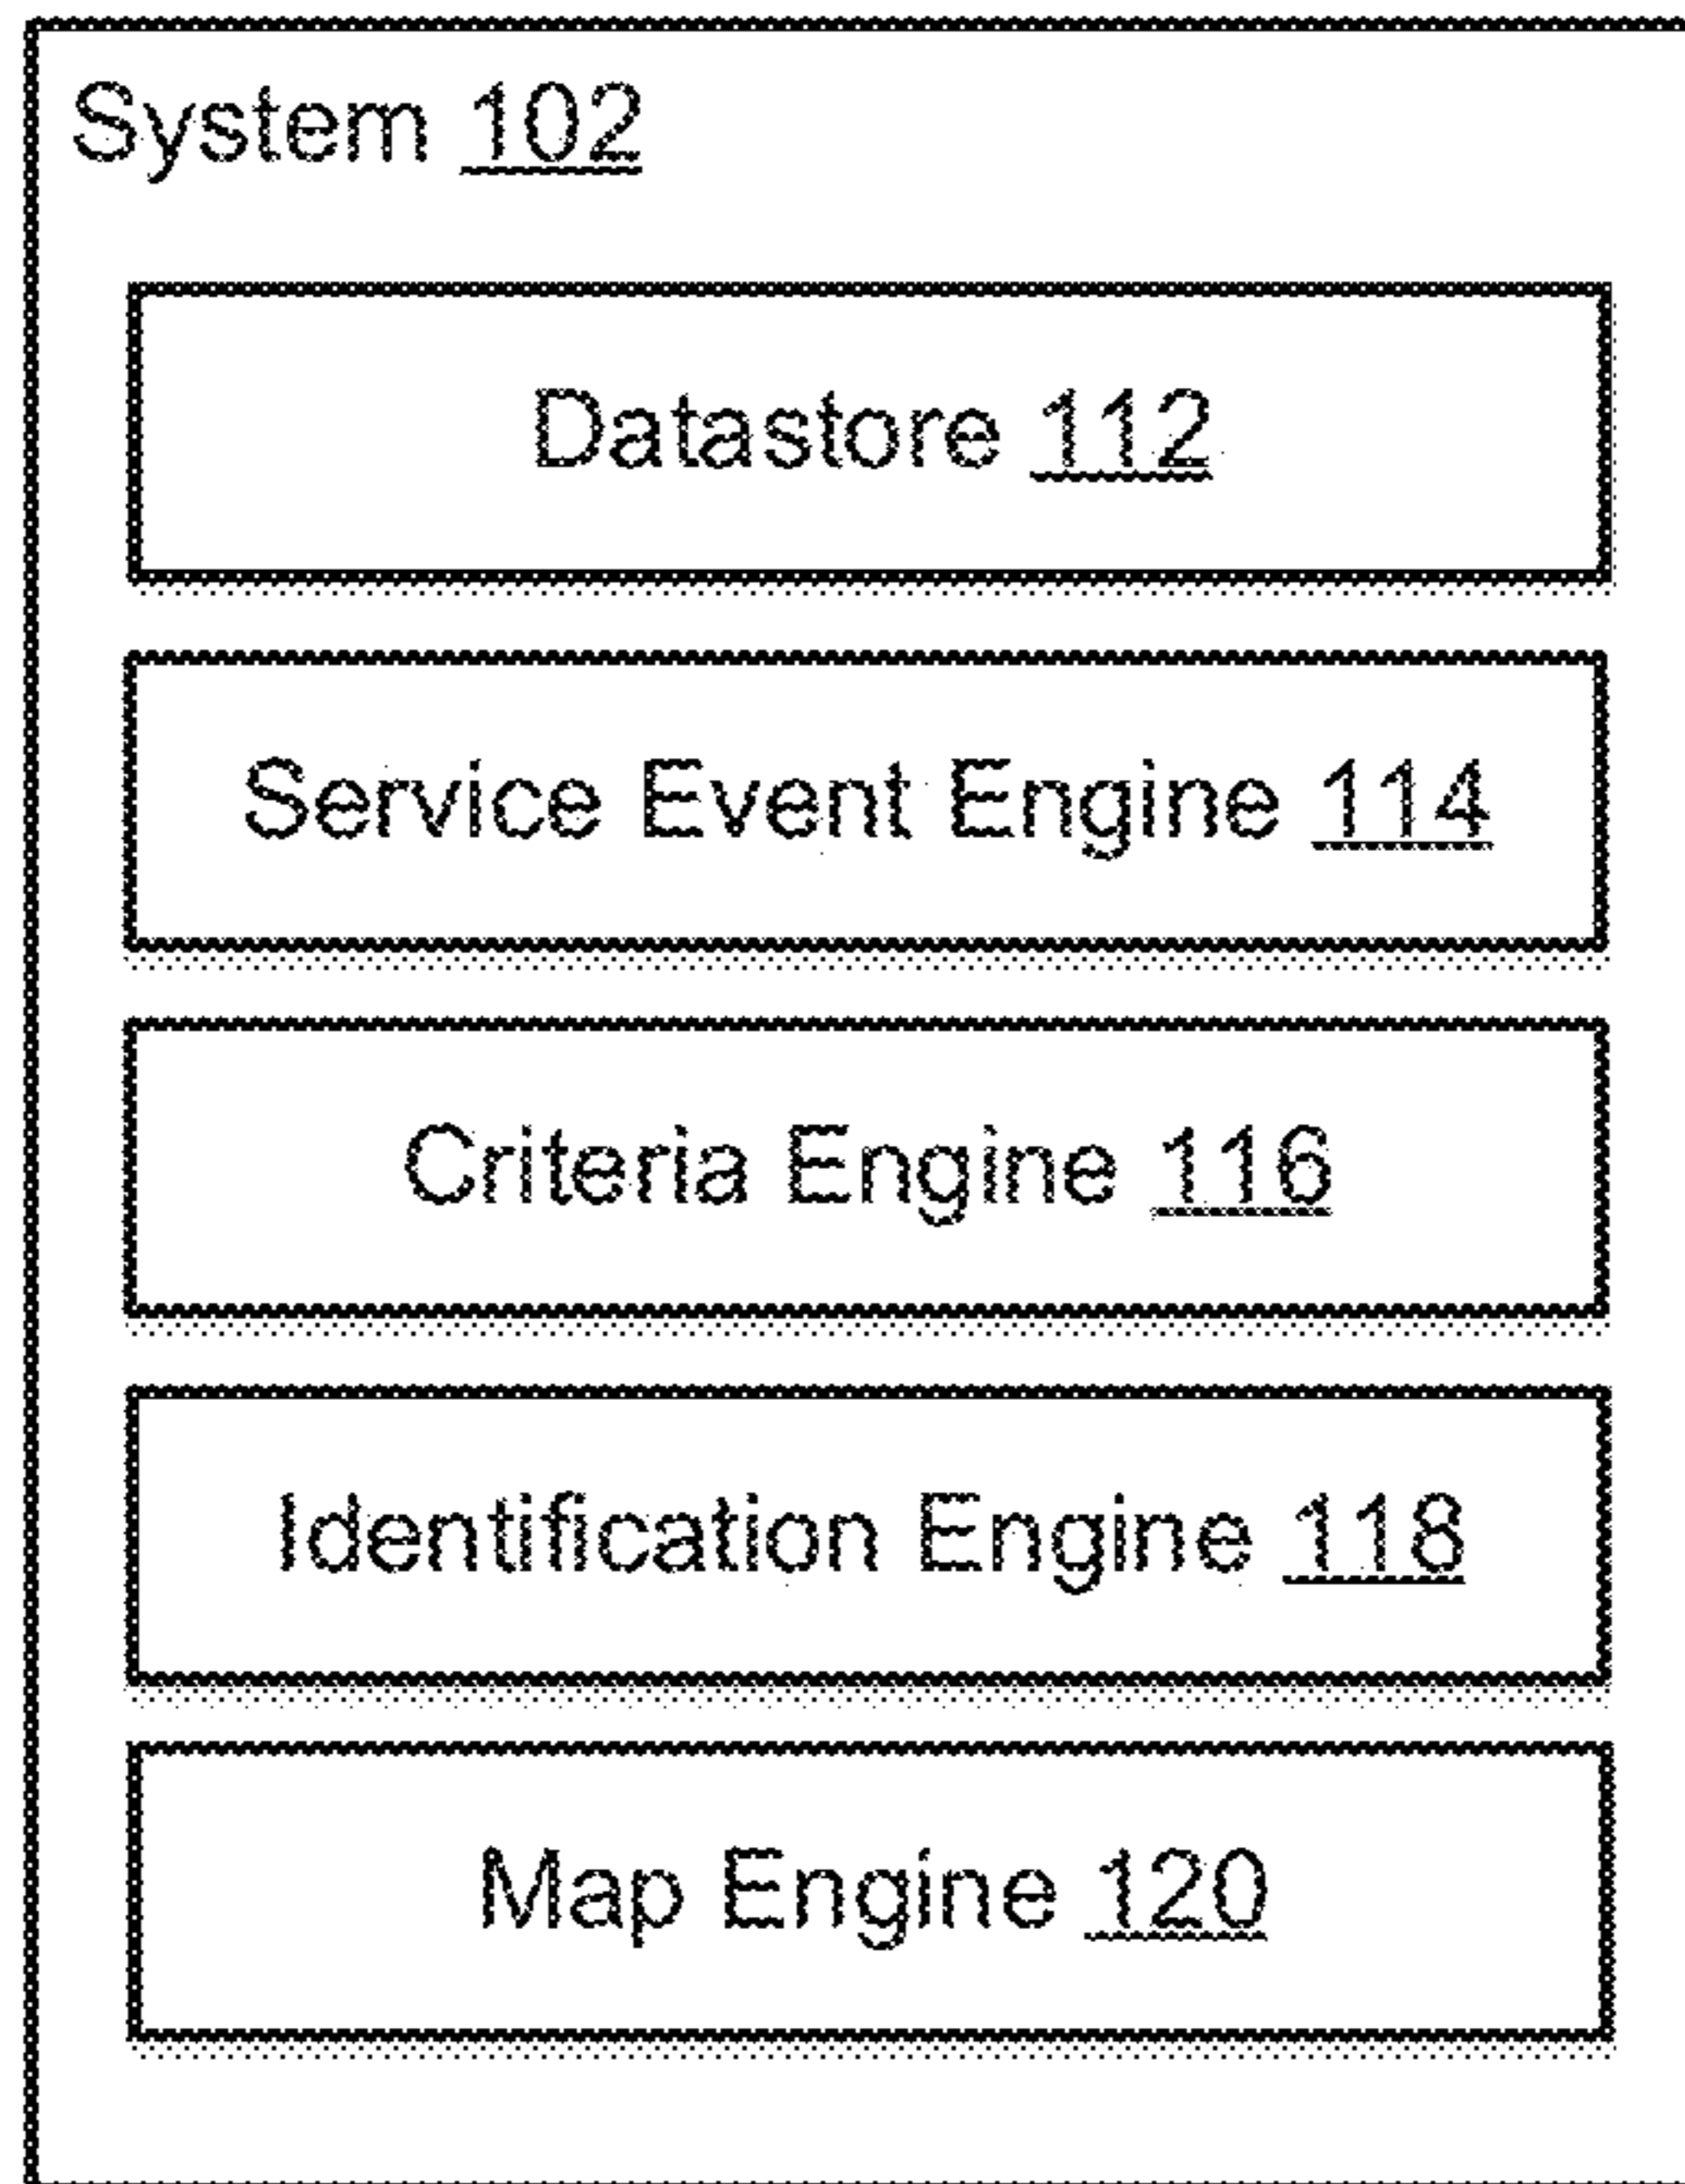 System 102
Datastore 112
Service Event Engine 114
Criteria Engine 116
Identification Engine 118
Map Engine 120